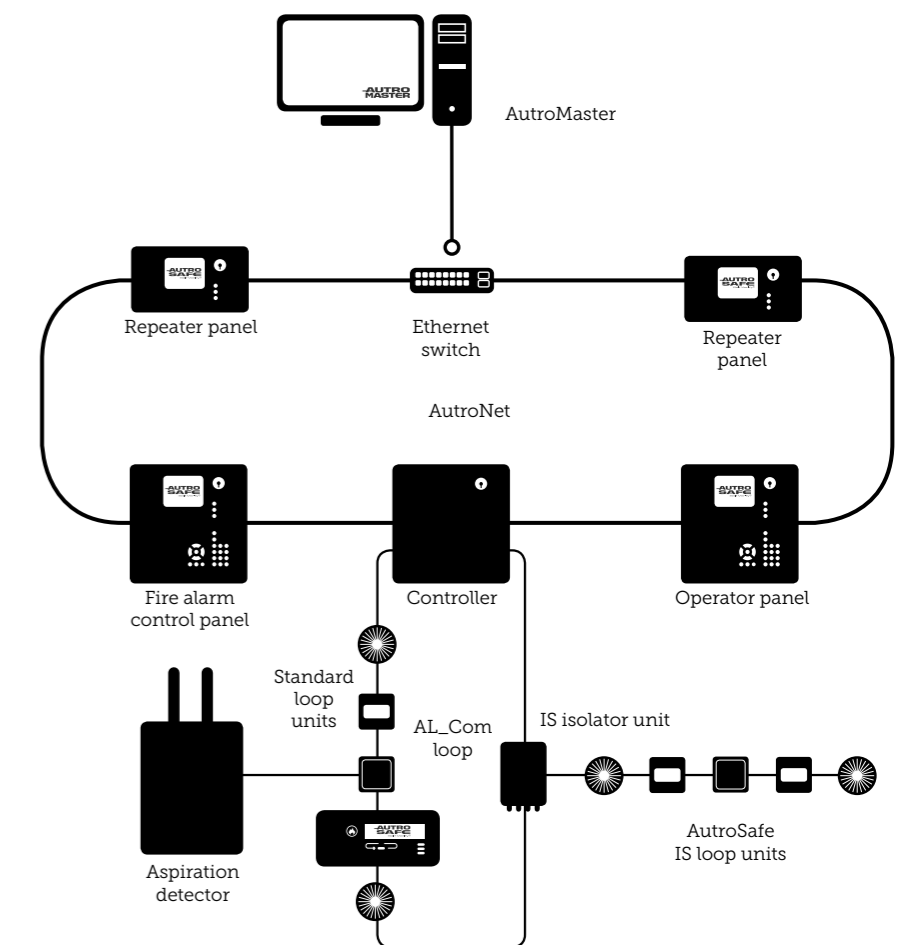 AUTRO
MASTER
AutroMaster
AUTRO
SAFE
AUTRO
SAFE
Repeater panel
Ethernet
switch
Repeater
panel
AutroNet
AUTRO
SAFE
AUTRO
SAFE
Fire alarm
control panel
Controller
Operator panel
Standard
loop
units
AL_Com
loop
IS isolator unit
AUTRO
SAFE
AutroSafe
IS loop units
Aspiration
detector